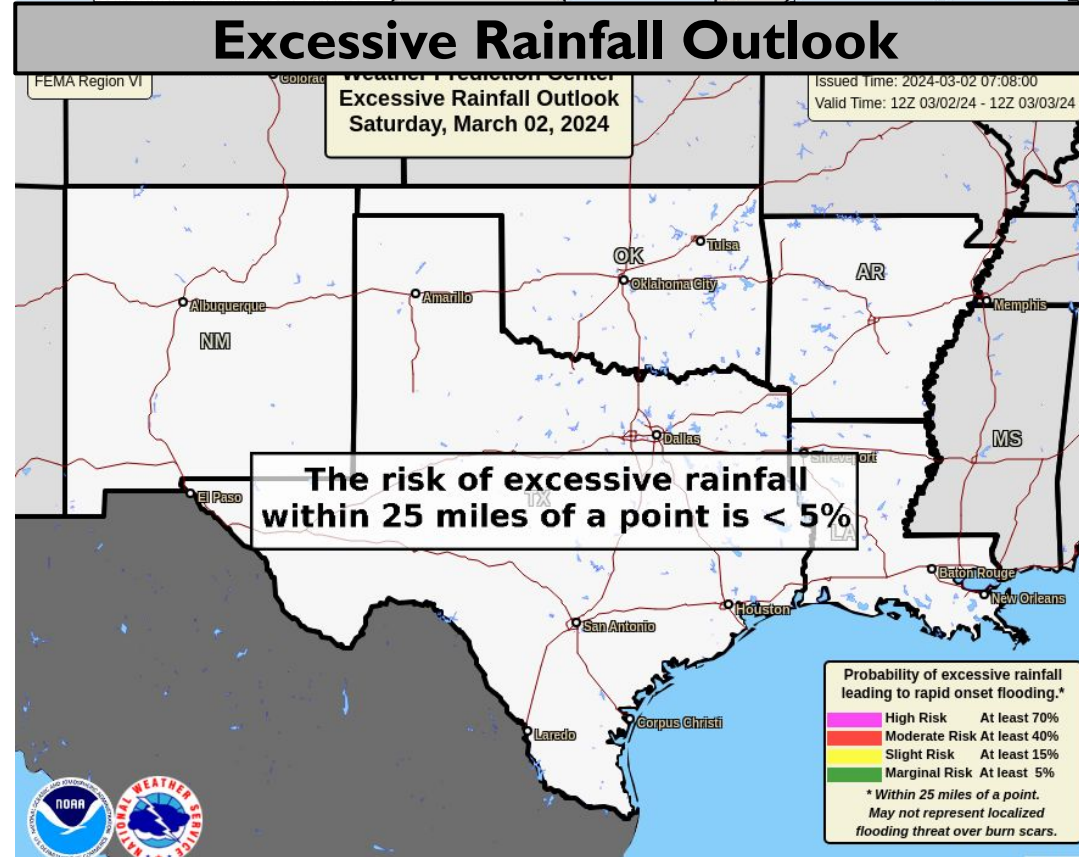 Excessive Rainfall Outlook
FEMA Region VI
Weather Prediction Center
Excessive Rainfall Outlook
Saturday, March 02, 2024
Issued Time: 2024-03-02 07:08:00
Valid Time: 12Z 03/02/24 - 12Z 03/03/24
Tulsa
OK
Oklahoma City
AR
Albuquerque
Amarillo
Memphis
NM
Dallas
MS
Shreveport
The risk of excessive rainfall
within 25 miles of a point is < 5%
El Paso
TX
LA
Baton Rouge
New Orleans
Houston
San Antonio
Corpus Christi
Laredo
Probability of excessive rainfall
leading to rapid onset flooding.*
High Risk At least 70%
Moderate Risk At least 40%
Slight Risk At least 15%
Marginal Risk At least 5%
* Within 25 miles of a point.
May not represent localized
flooding threat over burn scars.
NOAA
NATIONAL WEATHER SERVICE